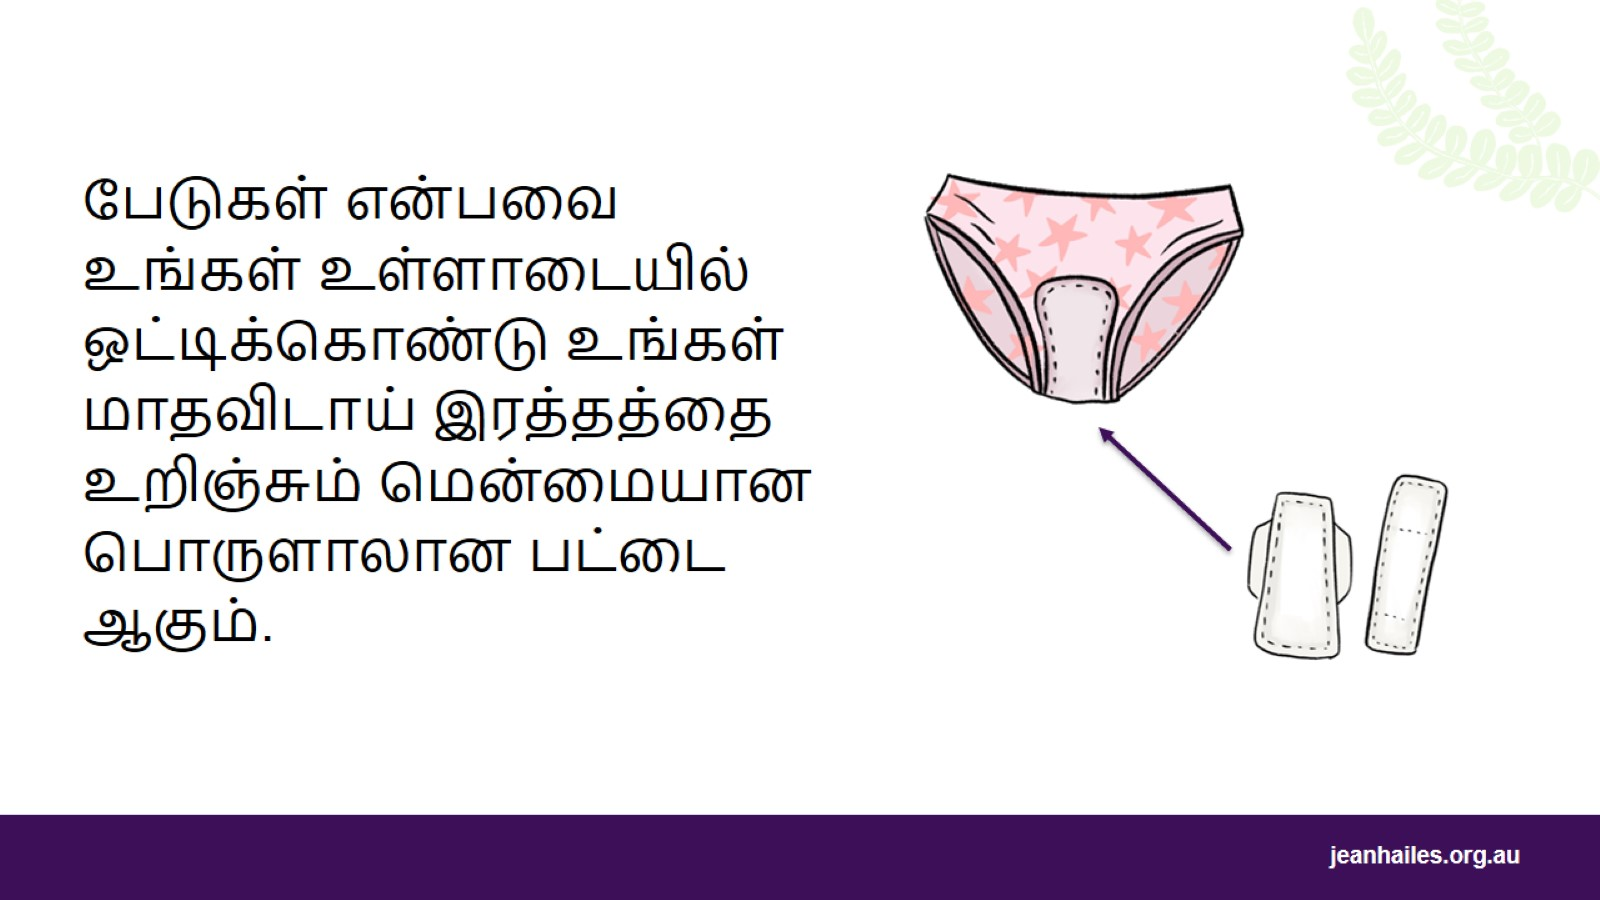 பேடுகள் என்பவை
உங்கள் உள்ளாடையில்
ஒட்டிக்கொண்டு உங்கள்
மாதவிடாய் இரத்தத்தை
உறிஞ்சும் மென்மையான
பொருளாலான பட்டை
ஆகும்.
jeanhailes.org.au